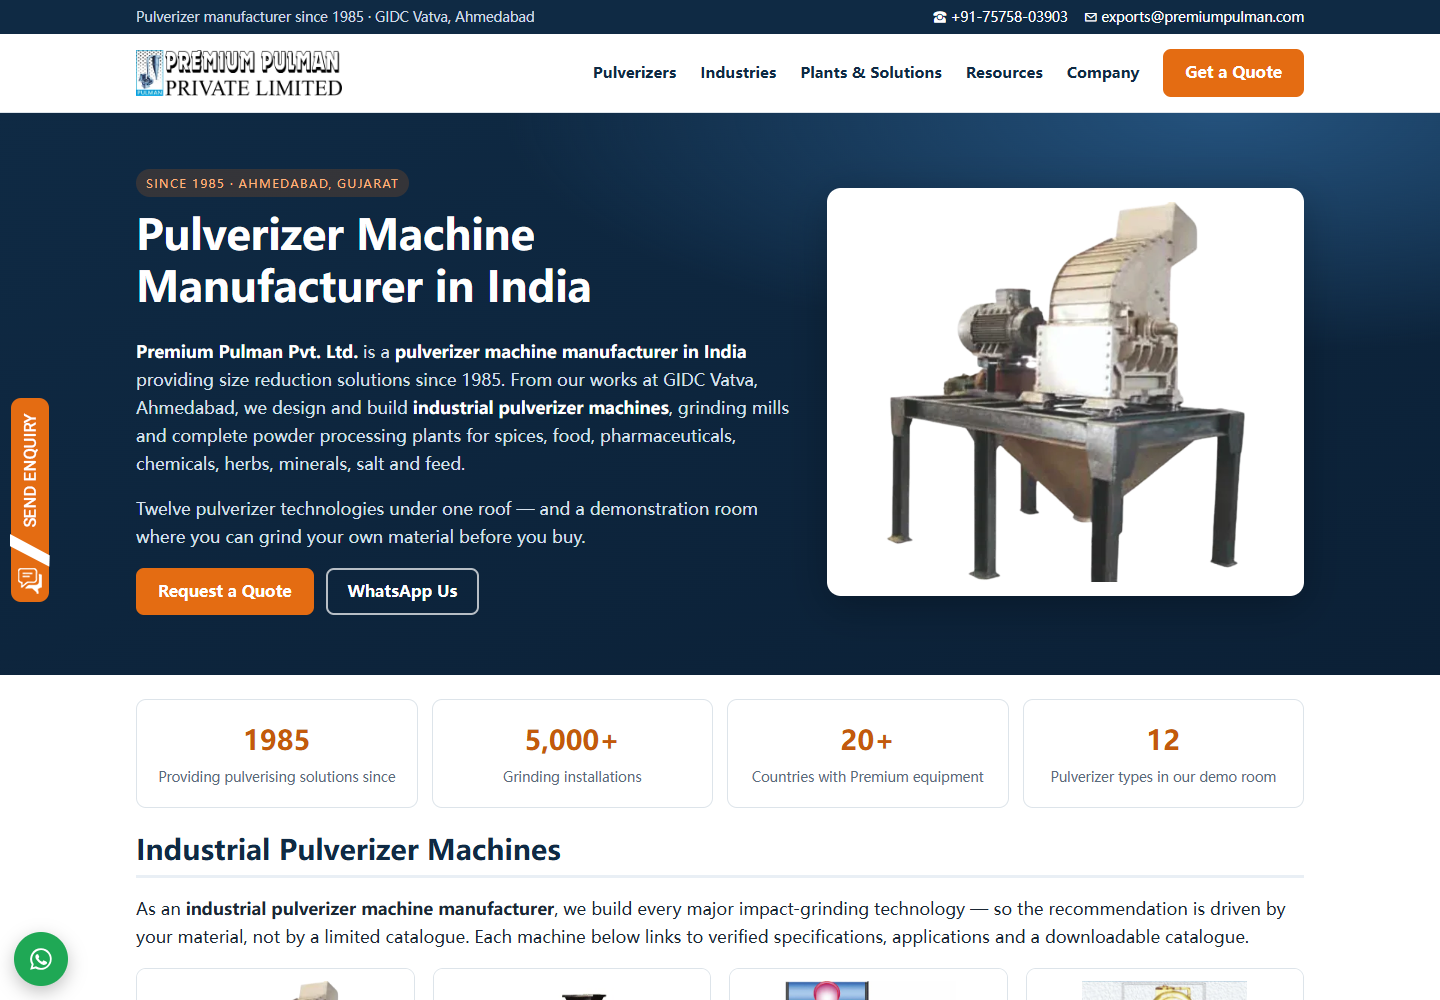 Pulverizer manufacturer since 1985 · GIDC Vatva, Ahmedabad
+91-75758-03903
exports@premiumpulman.com
PREMIUM PULMAN
PRIVATE LIMITED
PULMAN
Pulverizers
Industries
Plants & Solutions
Resources
Company
Get a Quote
SINCE 1985 · AHMEDABAD, GUJARAT
Pulverizer Machine
Manufacturer in India
Premium Pulman Pvt. Ltd. is a pulverizer machine manufacturer in India
providing size reduction solutions since 1985. From our works at GIDC Vatva,
Ahmedabad, we design and build industrial pulverizer machines, grinding mills
and complete powder processing plants for spices, food, pharmaceuticals,
chemicals, herbs, minerals, salt and feed.
Twelve pulverizer technologies under one roof — and a demonstration room
where you can grind your own material before you buy.
Request a Quote
WhatsApp Us
SEND ENQUIRY
1985
Providing pulverising solutions since
5,000+
Grinding installations
20+
Countries with Premium equipment
12
Pulverizer types in our demo room
Industrial Pulverizer Machines
As an industrial pulverizer machine manufacturer, we build every major impact-grinding technology — so the recommendation is driven by
your material, not by a limited catalogue. Each machine below links to verified specifications, applications and a downloadable catalogue.